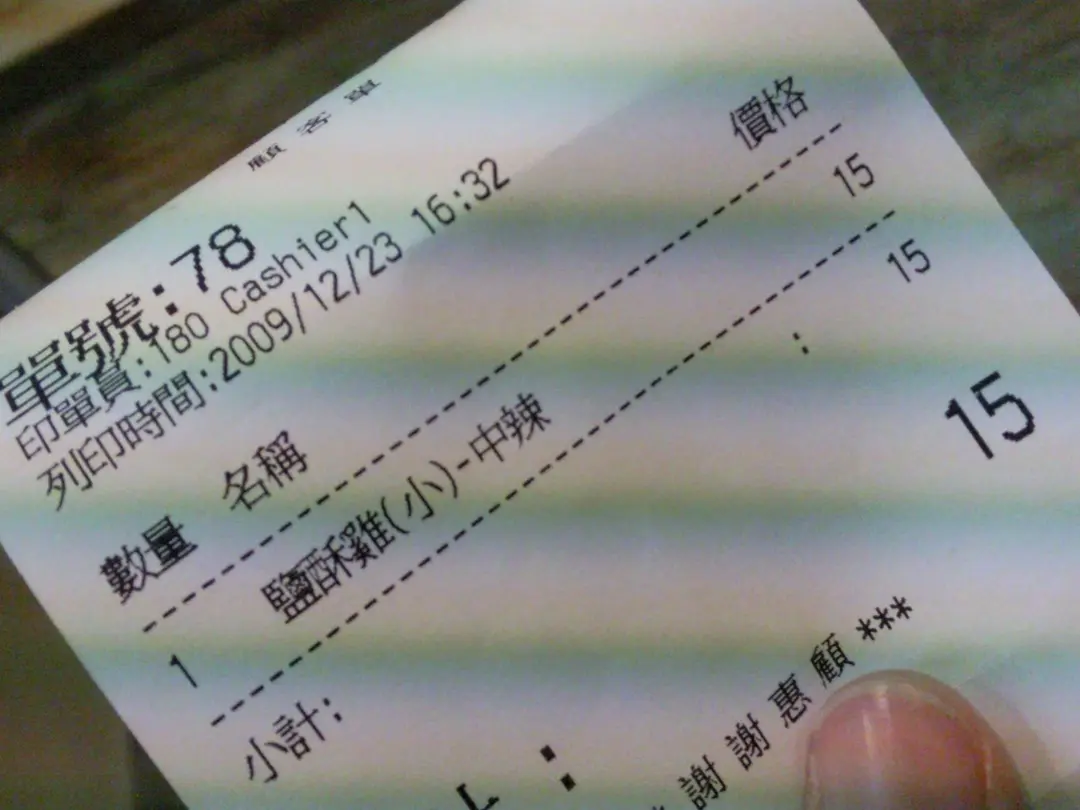 顧客單
單號:78
印單員:180 Cashier1
列印時間:2009/12/23 16:32
數量 名稱 價格
1 鹽酥雞(小)-中辣 15
小計: 15
: 15
謝謝惠顧***